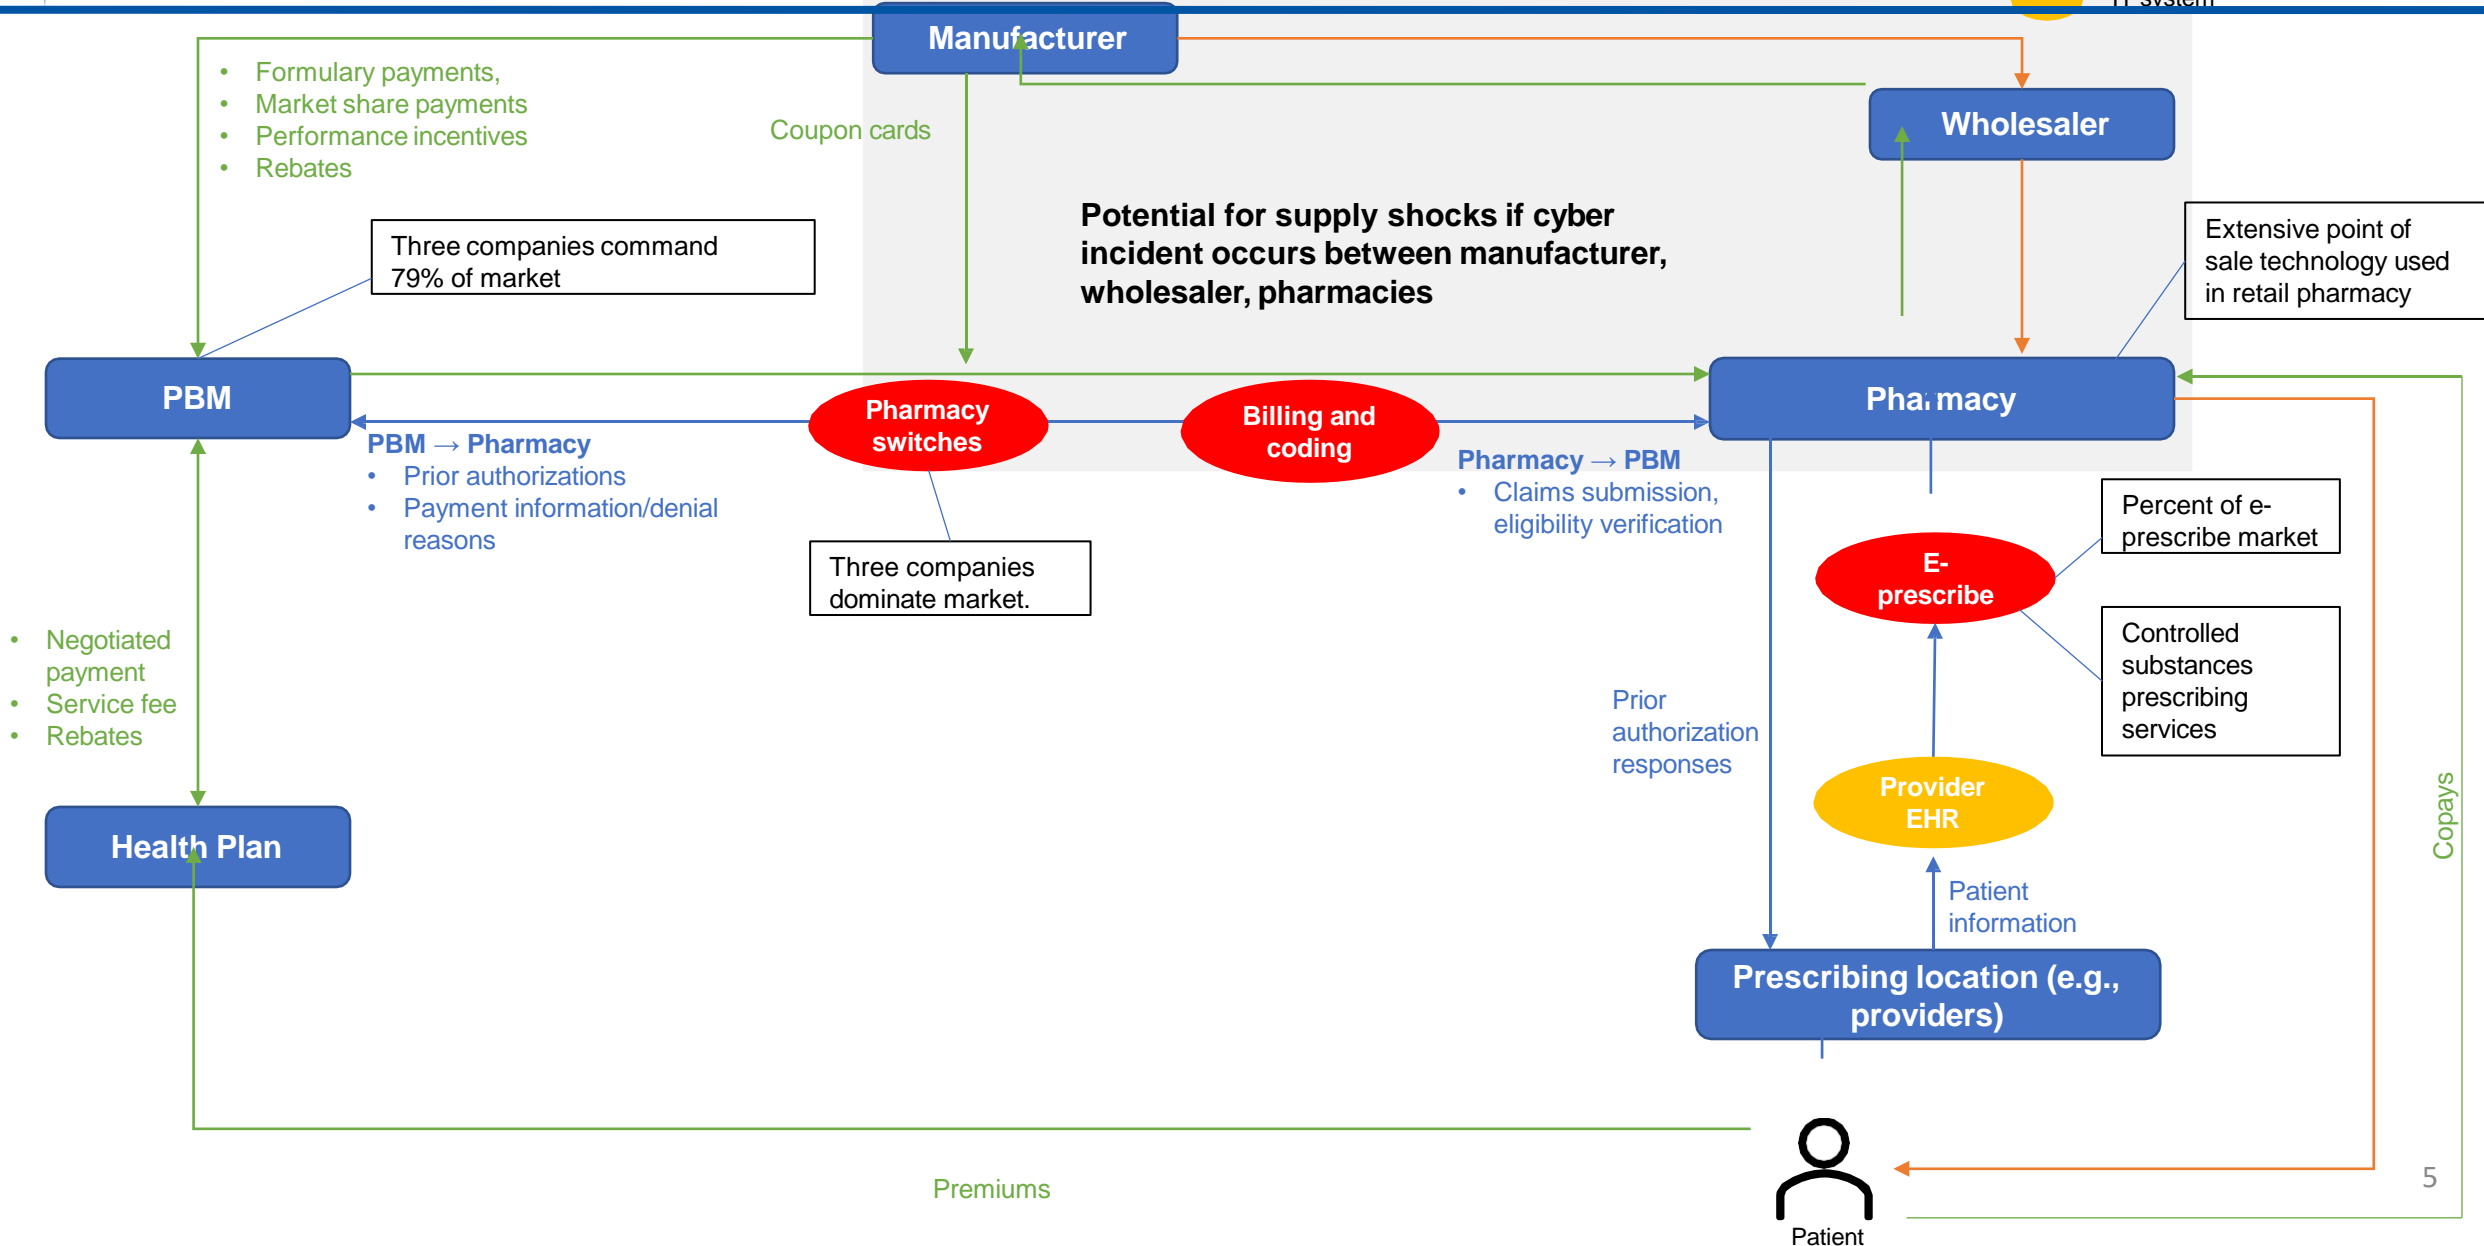 IT system
Manufacturer
• Formulary payments,
• Market share payments
• Performance incentives
• Rebates
Coupon cards
Wholesaler
Potential for supply shocks if cyber
incident occurs between manufacturer,
wholesaler, pharmacies
Three companies command
79% of market
Extensive point of
sale technology used
in retail pharmacy
PBM
Pharmacy
switches
Billing and
coding
Pharmacy
PBM → Pharmacy
• Prior authorizations
• Payment information/denial
reasons
Pharmacy → PBM
• Claims submission,
eligibility verification
Three companies
dominate market.
Percent of e-
prescribe market
E-
prescribe
Controlled
substances
prescribing
services
• Negotiated
payment
• Service fee
• Rebates
Prior
authorization
responses
Provider
EHR
Copays
Health Plan
Patient
information
Prescribing location (e.g.,
providers)
Premiums
Patient
5